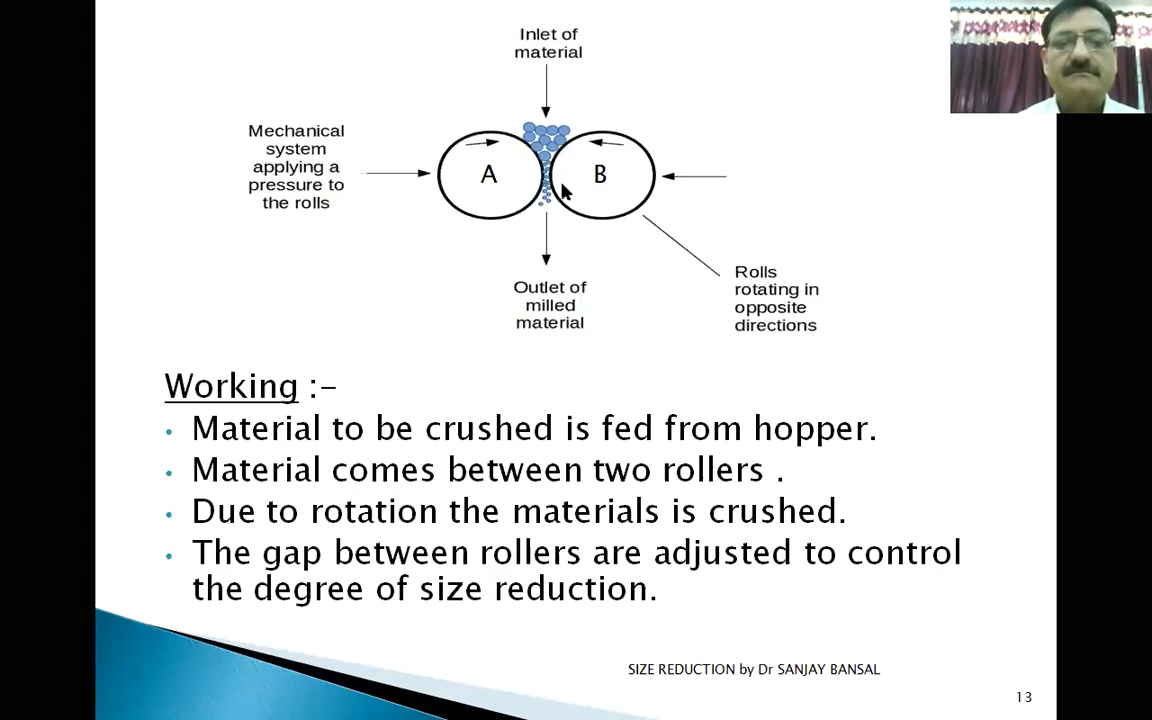 Inlet of
material
Mechanical
system
applying a
pressure to
the rolls
A
B
Outlet of
milled
material
Rolls
rotating in
opposite
directions
Working :-
• Material to be crushed is fed from hopper.
• Material comes between two rollers .
• Due to rotation the materials is crushed.
• The gap between rollers are adjusted to control
the degree of size reduction.
SIZE REDUCTION by Dr SANJAY BANSAL
13